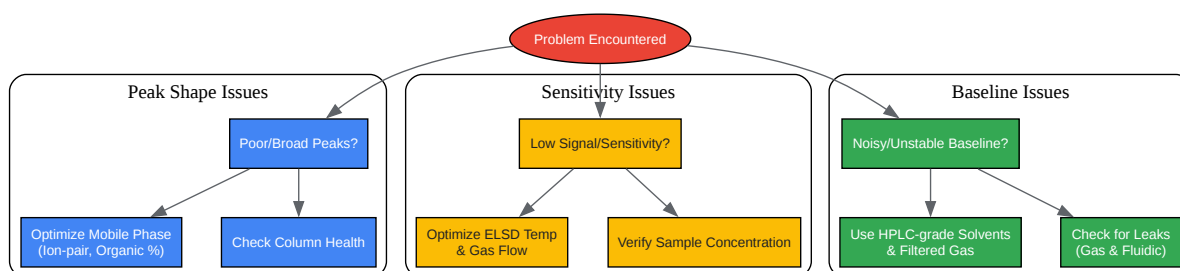 Problem Encountered
Peak Shape Issues
Sensitivity Issues
Baseline Issues
Poor/Broad Peaks?
Low Signal/Sensitivity?
Noisy/Unstable Baseline?
Optimize Mobile Phase
(Ion-pair, Organic %)
Check Column Health
Optimize ELSD Temp
& Gas Flow
Verify Sample Concentration
Use HPLC-grade Solvents
& Filtered Gas
Check for Leaks
(Gas & Fluidic)